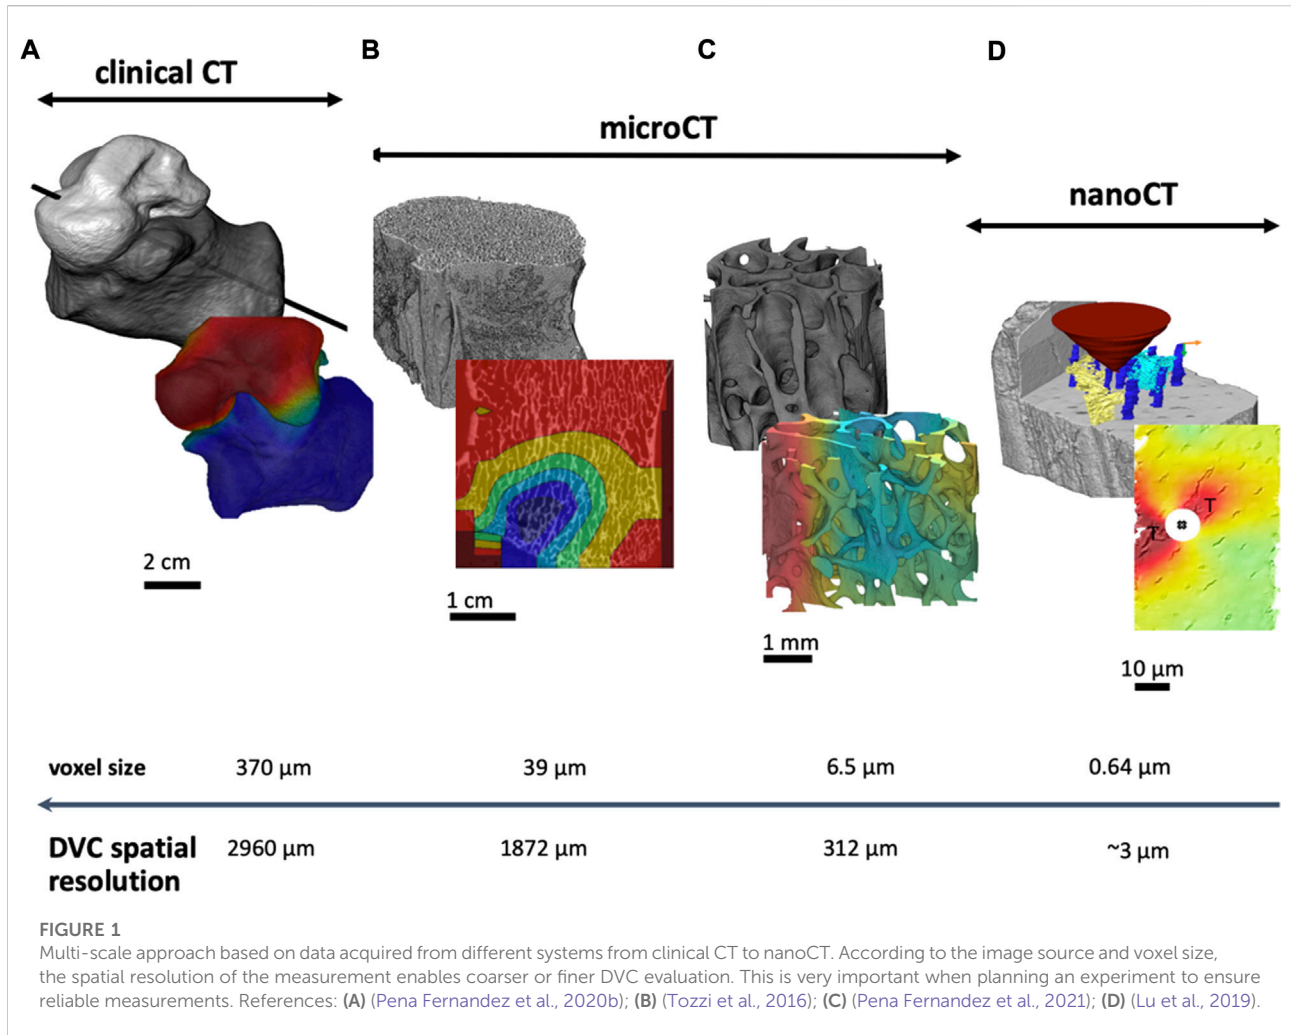 A
B
C
D
clinical CT
microCT
nanoCT
T
T
2 cm
1 cm
1 mm
10 µm
voxel size 370 µm 39 µm 6.5 µm 0.64 µm
DVC spatial
resolution
2960 µm 1872 µm 312 µm ~3 µm
FIGURE 1
Multi-scale approach based on data acquired from different systems from clinical CT to nanoCT. According to the image source and voxel size,
the spatial resolution of the measurement enables coarser or finer DVC evaluation. This is very important when planning an experiment to ensure
reliable measurements. References: (A) (Pena Fernandez et al., 2020b); (B) (Tozzi et al., 2016); (C) (Pena Fernandez et al., 2021); (D) (Lu et al., 2019).